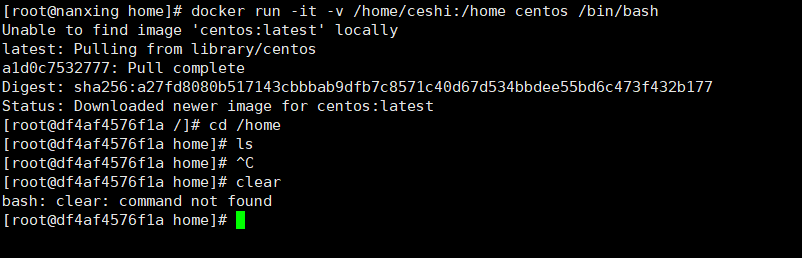 [root@nanxing home]# docker run -it -v /home/ceshi:/home centos /bin/bash
Unable to find image 'centos:latest' locally
latest: Pulling from library/centos
a1d0c7532777: Pull complete
Digest: sha256:a27fd8080b517143cbbbab9dfb7c8571c40d67d534bbdee55bd6c473f432b177
Status: Downloaded newer image for centos:latest
[root@df4af4576f1a /]# cd /home
[root@df4af4576f1a home]# ls
[root@df4af4576f1a home]# ^C
[root@df4af4576f1a home]# clear
bash: clear: command not found
[root@df4af4576f1a home]#